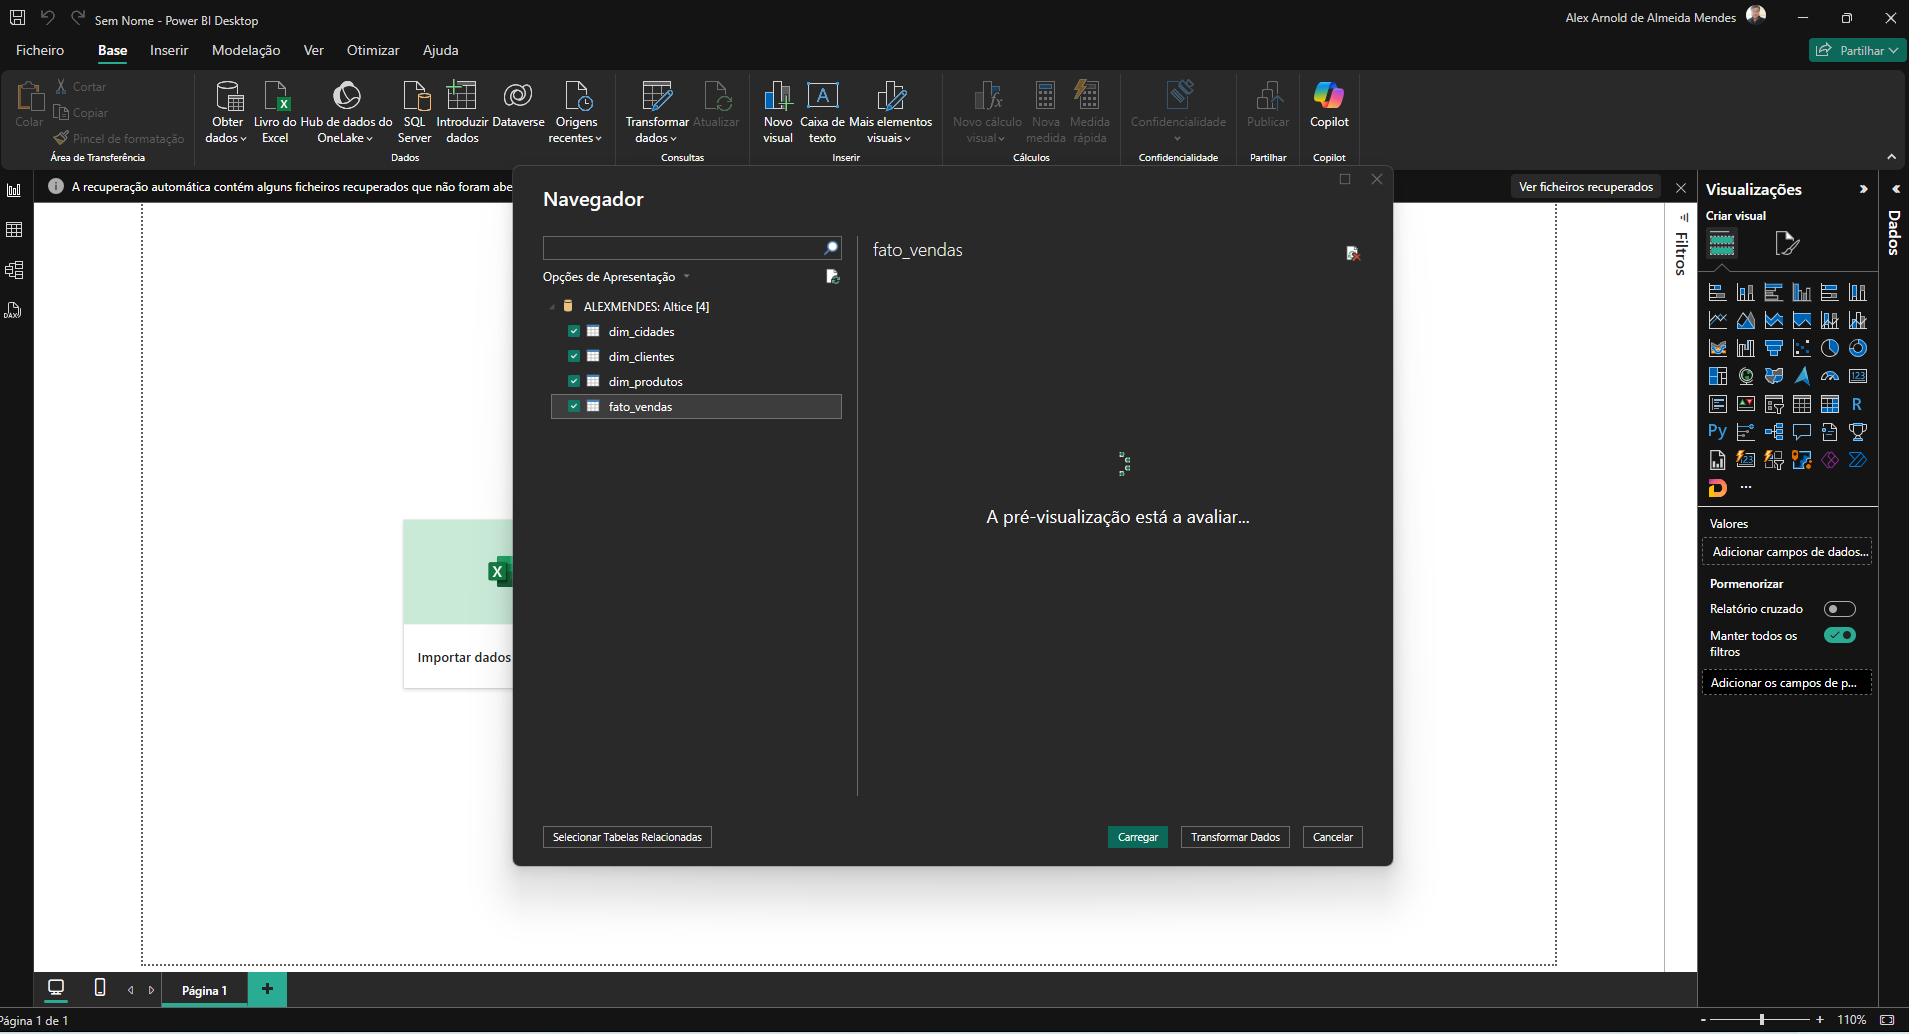 Sem Nome - Power BI Desktop
Alex Arnold de Almeida Mendes
Ficheiro
Base
Inserir
Modelação
Ver
Otimizar
Ajuda
Partilhar
Colar
Cortar
Copiar
Pincel de formatação
Área de Transferência
Obter
dados
Livro do
Excel
Hub de dados do
OneLake
SQL
Server
Introduzir
dados
Dataverse
Origens
recentes
Dados
Transformar
dados
Atualizar
Consultas
Novo
visual
Caixa de
texto
Mais elementos
visuais
Inserir
Novo cálculo
visual
Nova
medida
Medida
rápida
Cálculos
Confidencialidade
Confidencialidade
Publicar
Partilhar
Copilot
Copilot
A recuperação automática contém alguns ficheiros recuperados que não foram abe
Ver ficheiros recuperados
Navegador
Opções de Apresentação
ALEXMENDES: Altice [4]
dim_cidades
dim_clientes
dim_produtos
fato_vendas
fato_vendas
A pré-visualização está a avaliar...
Selecionar Tabelas Relacionadas
Carregar
Transformar Dados
Cancelar
Importar dados
Filtros
Visualizações
Criar visual
Dados
DAX
123
R
Py
123
Valores
Adicionar campos de dados...
Pormenorizar
Relatório cruzado
Manter todos os
filtros
Adicionar os campos de p...
Página 1
+
Página 1 de 1
- + 110%